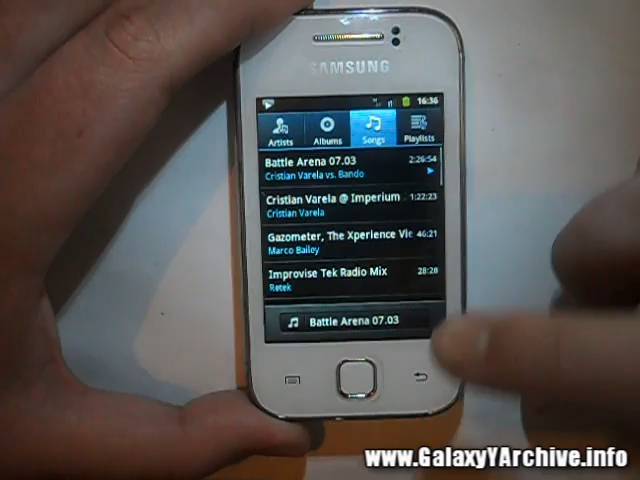 SAMSUNG
16:36
Artists
Albums
Songs
Playlists
Battle Arena 07.03
2:26:54
Cristian Varela vs. Bando
Cristian Varela @ Imperium
1:22:23
Cristian Varela
Gazometer, The Xperience Vi
46:21
Marco Bailey
Improvise Tek Radio Mix
28:28
Retek
Battle Arena 07.03
www.GalaxyYArchive.info